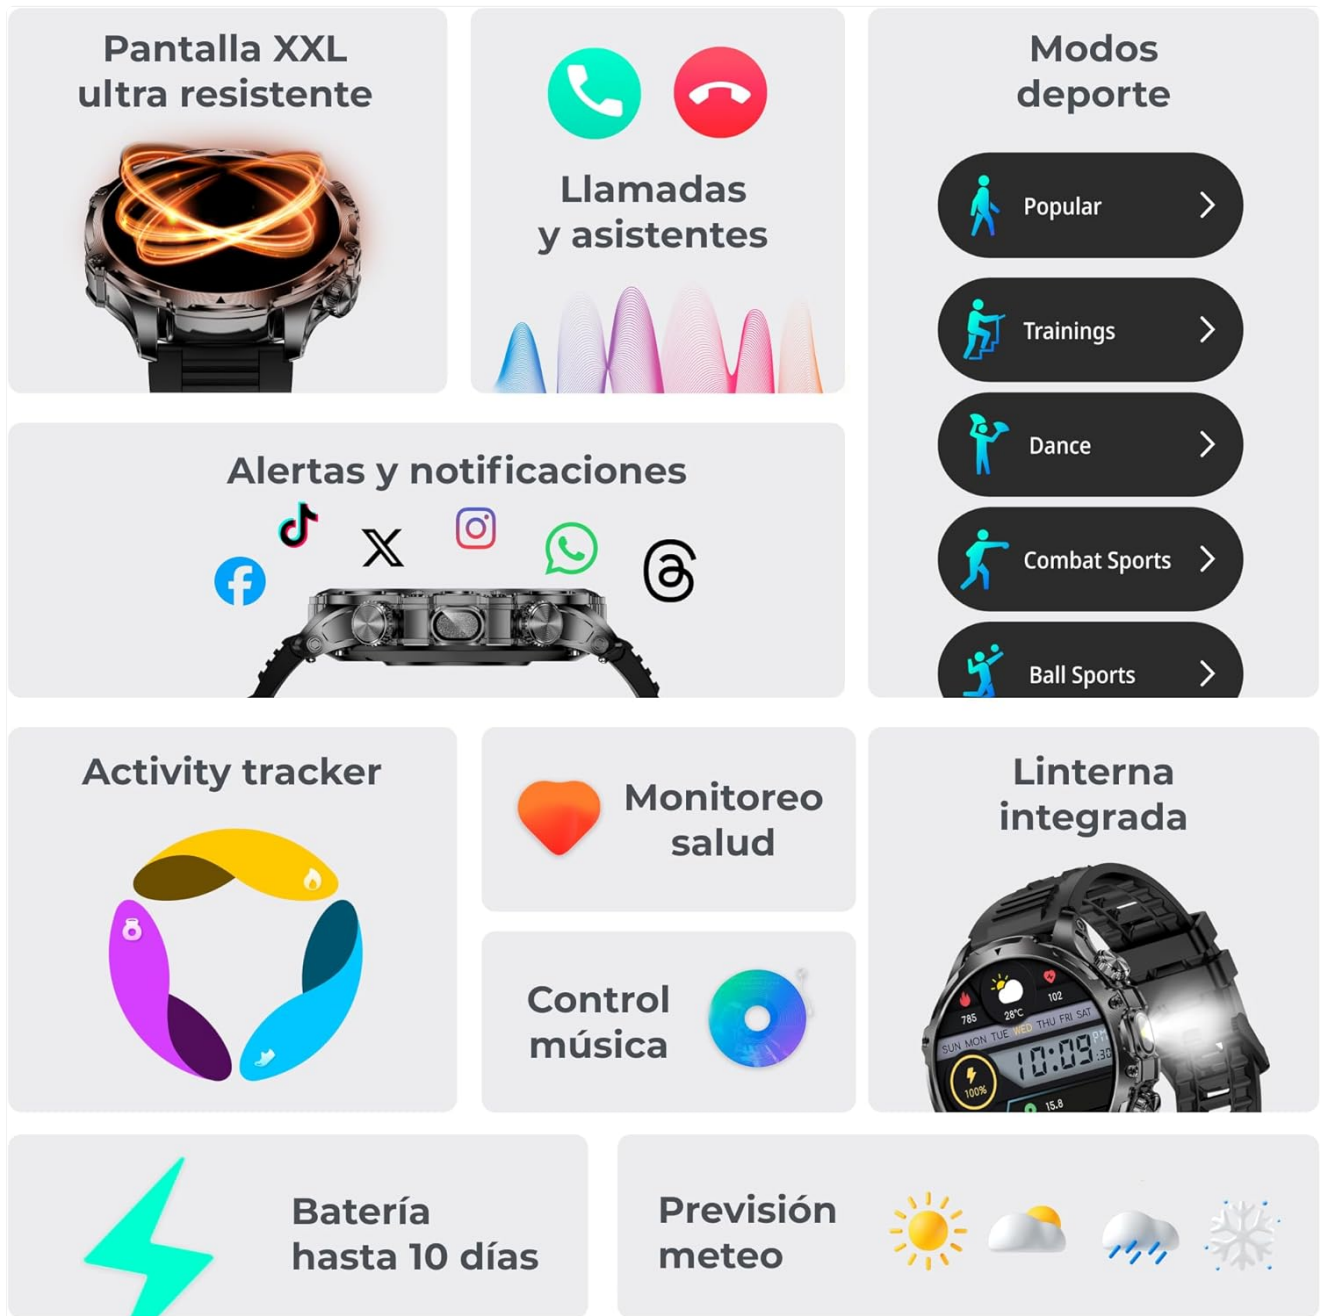 Pantalla XXL
ultra resistente
Llamadas
y asistentes
Modos
deporte
Popular
Trainings
Dance
Combat Sports
Ball Sports
Alertas y notificaciones
Activity tracker
Monitoreo
salud
Control
música
Linterna
integrada
785
28°C
102
SUN MON TUE WED THU FRI SAT
10:09
:30
100%
15.8
Batería
hasta 10 días
Previsión
meteo